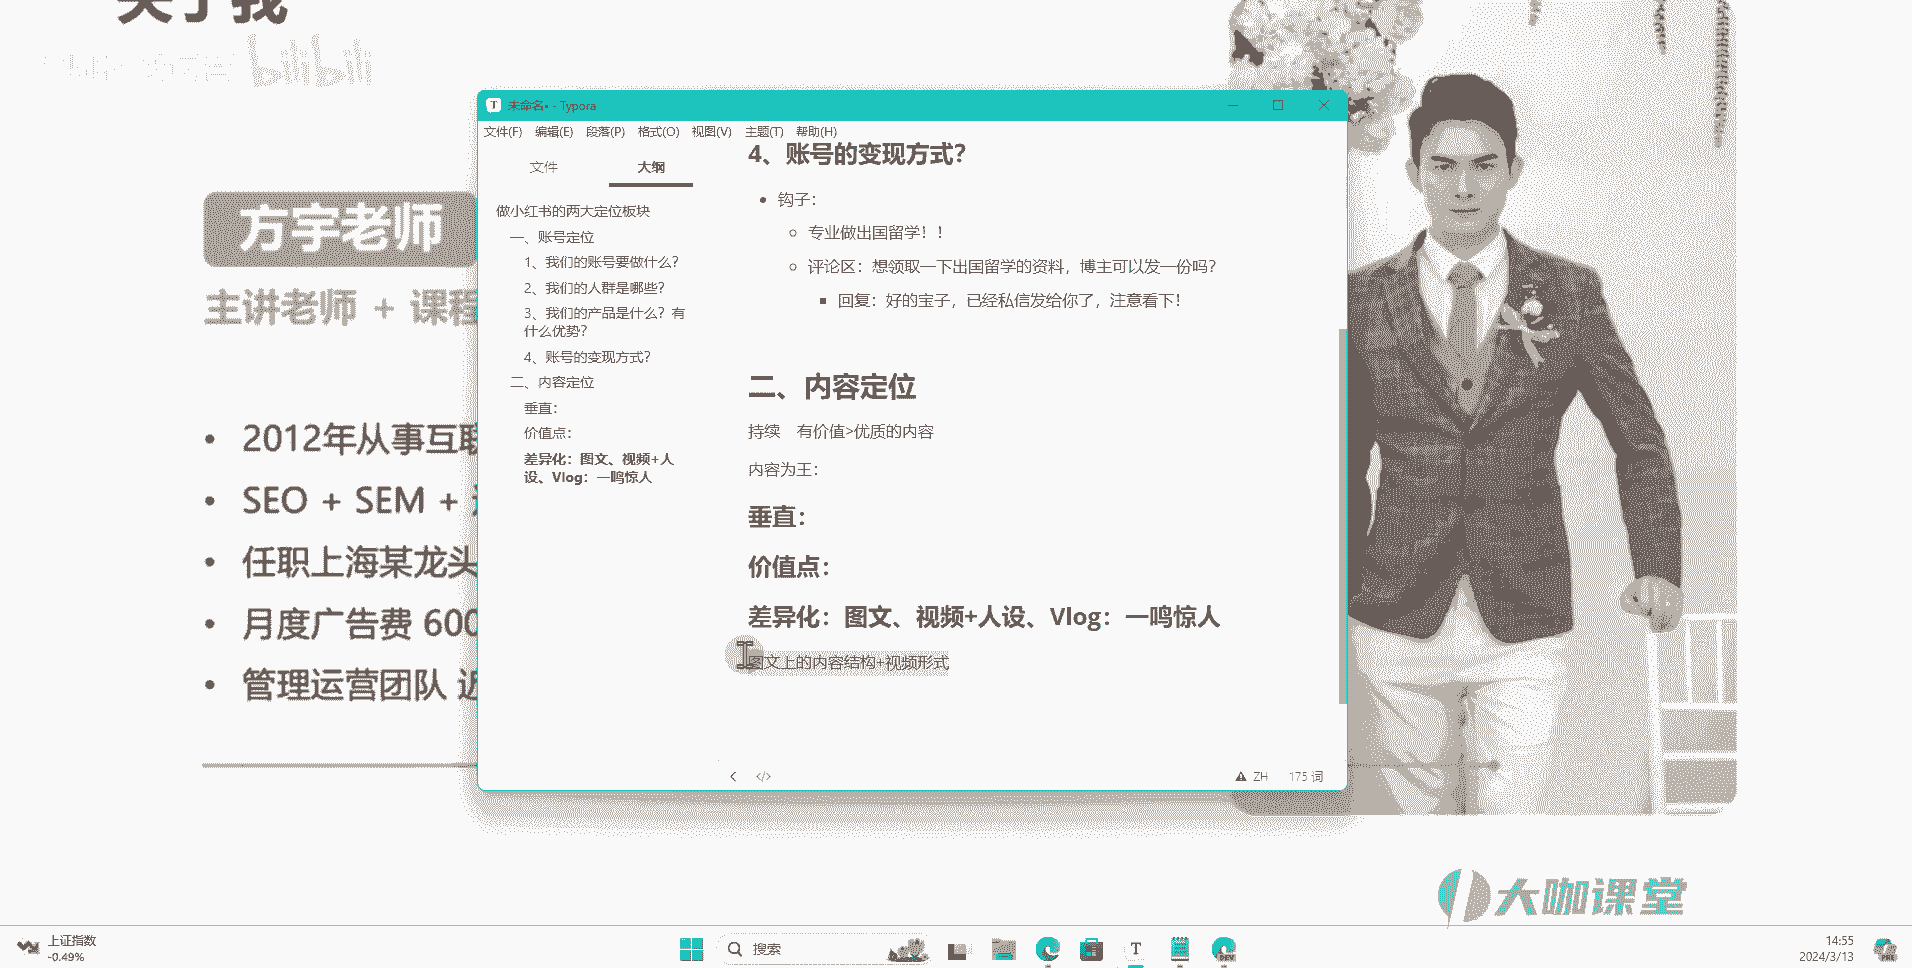 关于我
bilibili
方宇老师
主讲老师 + 课程
2012年从事互联
SEO + SEM +
任职上海某龙头
月度广告费 600
管理运营团队 近
未命名• - Typora
文件(F) 编辑(E) 段落(P) 格式(O) 视图(V) 主题(T) 帮助(H)
文件 大纲
做小红书的两大定位板块
一、账号定位
1、我们的账号要做什么？
2、我们的人群是哪些？
3、我们的产品是什么？有
什么优势？
4、账号的变现方式？
二、内容定位
垂直：
价值点：
差异化：图文、视频+人
设、Vlog：一鸣惊人
4、账号的变现方式？
钩子：
专业做出国留学！！
评论区：想领取一下出国留学的资料，博主可以发一份吗？
回复：好的宝子，已经私信发给你了，注意看下！
二、内容定位
持续 有价值>优质的内容
内容为王：
垂直：
价值点：
差异化：图文、视频+人设、Vlog：一鸣惊人
图文上的内容结构+视频形式
ZH 175 词
大咖课堂
上证指数
-0.49%
搜索
14:55
2024/3/13